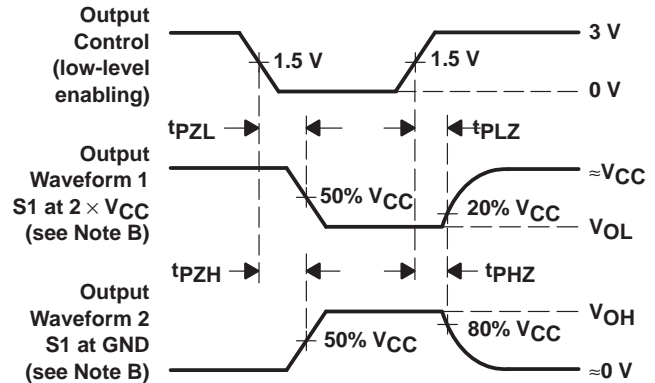 Output
Control
(low-level
enabling)
1.5 V
1.5 V
3 V
0 V
tPZL
tPLZ
Output
Waveform 1
S1 at 2 × VCC
(see Note B)
50% VCC
20% VCC
≈VCC
VOL
tPZH
tPHZ
Output
Waveform 2
S1 at GND
(see Note B)
50% VCC
80% VCC
VOH
≈0 V